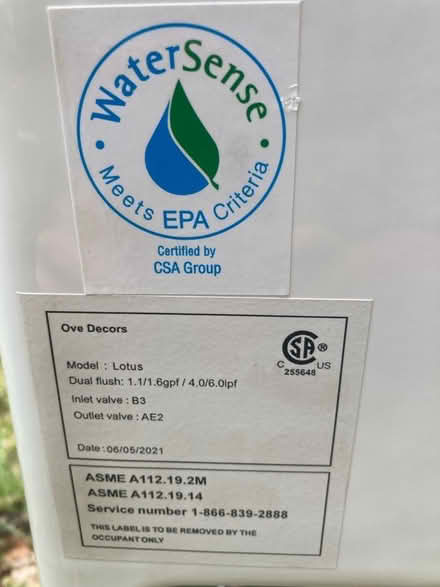 WaterSense
Meets EPA Criteria
Certified by
CSA Group
Ove Decors
Model : Lotus
Dual flush: 1.1/1.6gpf / 4.0/6.0lpf
Inlet valve : B3
Outlet valve : AE2
Date : 06/05/2021
CSA ®
C US
255648
ASME A112.19.2M
ASME A112.19.14
Service number 1-866-839-2888
THIS LABEL IS TO BE REMOVED BY THE
OCCUPANT ONLY